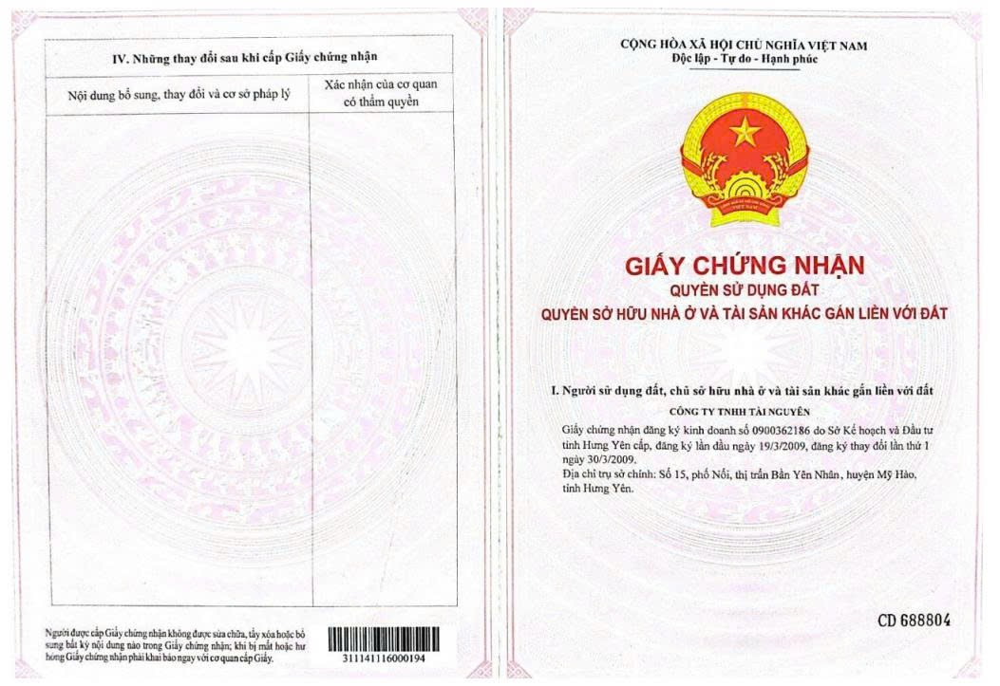 IV. Những thay đổi sau khi cấp Giấy chứng nhận
Nội dung bổ sung, thay đổi và cơ sở pháp lý
Xác nhận của cơ quan
có thẩm quyền
Người được cấp Giấy chứng nhận không được sửa chữa, tẩy xóa hoặc bổ
sung bất kỳ nội dung nào trong Giấy chứng nhận; khi bị mất hoặc hư
hỏng Giấy chứng nhận phải khai báo ngay với cơ quan cấp Giấy.
311141116000194
CỘNG HÒA XÃ HỘI CHỦ NGHĨA VIỆT NAM
Độc lập - Tự do - Hạnh phúc
CỘNG HÒA XÃ HỘI CHỦ NGHĨA
VIỆT NAM
GIẤY CHỨNG NHẬN
QUYỀN SỬ DỤNG ĐẤT
QUYỀN SỞ HỮU NHÀ Ở VÀ TÀI SẢN KHÁC GẮN LIỀN VỚI ĐẤT
I. Người sử dụng đất, chủ sở hữu nhà ở và tài sản khác gắn liền với đất
CÔNG TY TNHH TÀI NGUYÊN
Giấy chứng nhận đăng ký kinh doanh số 0900362186 do Sở Kế hoạch và Đầu tư
tỉnh Hưng Yên cấp, đăng ký lần đầu ngày 19/3/2009, đăng ký thay đổi lần thứ 1
ngày 30/3/2009.
Địa chỉ trụ sở chính: Số 15, phố Nối, thị trấn Bần Yên Nhân, huyện Mỹ Hào,
tỉnh Hưng Yên.
CD 688804